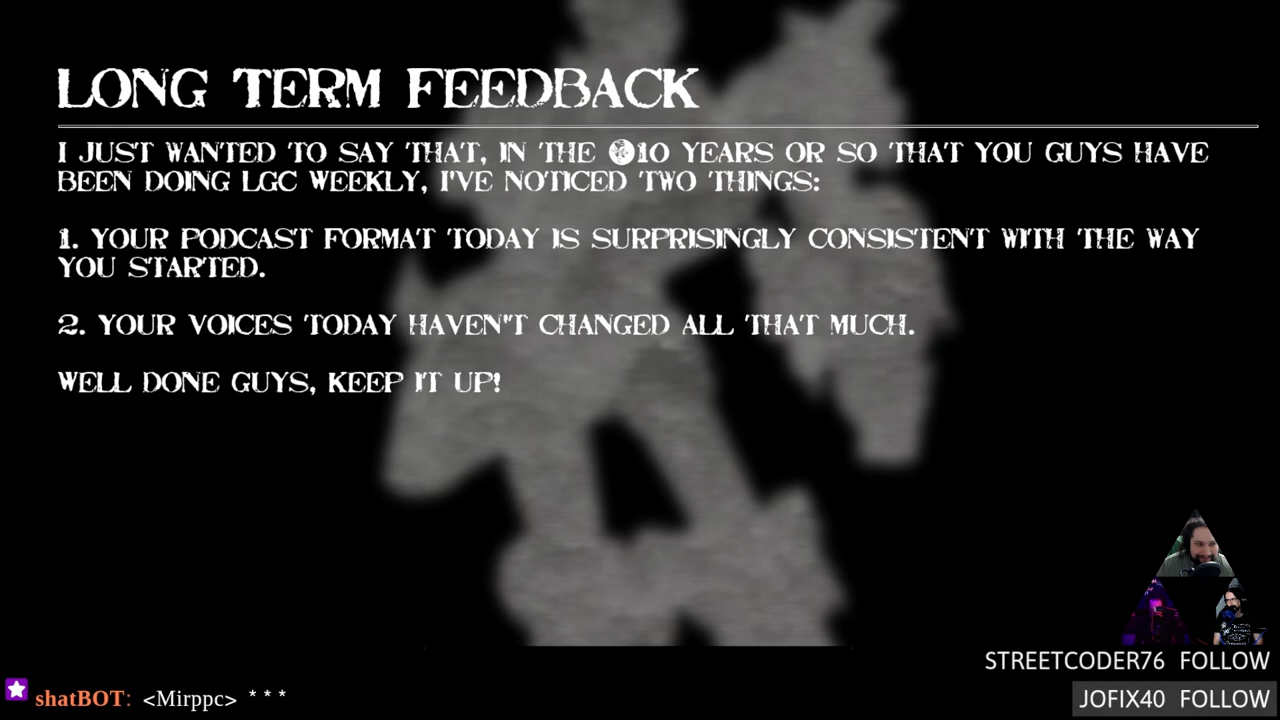 LONG TERM FEEDBACK
I JUST WANTED TO SAY THAT, IN THE 10 YEARS OR SO THAT YOU GUYS HAVE
BEEN DOING LGC WEEKLY, I'VE NOTICED TWO THINGS:
1. YOUR PODCAST FORMAT TODAY IS SURPRISINGLY CONSISTENT WITH THE WAY
YOU STARTED.
2. YOUR VOICES TODAY HAVEN'T CHANGED ALL THAT MUCH.
WELL DONE GUYS, KEEP IT UP!
STREETCODER76 FOLLOW
JOFIX40 FOLLOW
shatBOT: <Mirppc> * * *